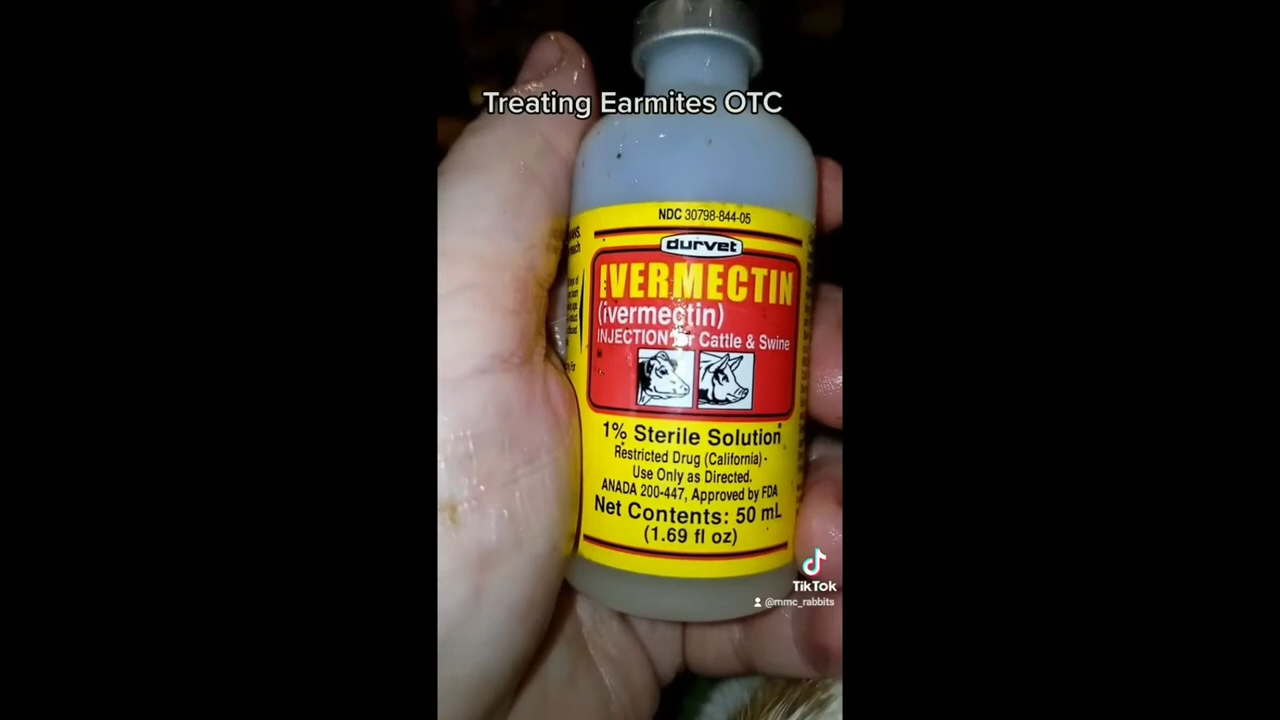 Treating Earmites OTC
NDC 30798-844-05
durvet
IVERMECTIN
(ivermectin)
INJECTION for Cattle & Swine
1% Sterile Solution
Restricted Drug (California) -
Use Only as Directed.
ANADA 200-447, Approved by FDA
Net Contents: 50 mL
(1.69 fl oz)
TikTok
@mmc_rabbits